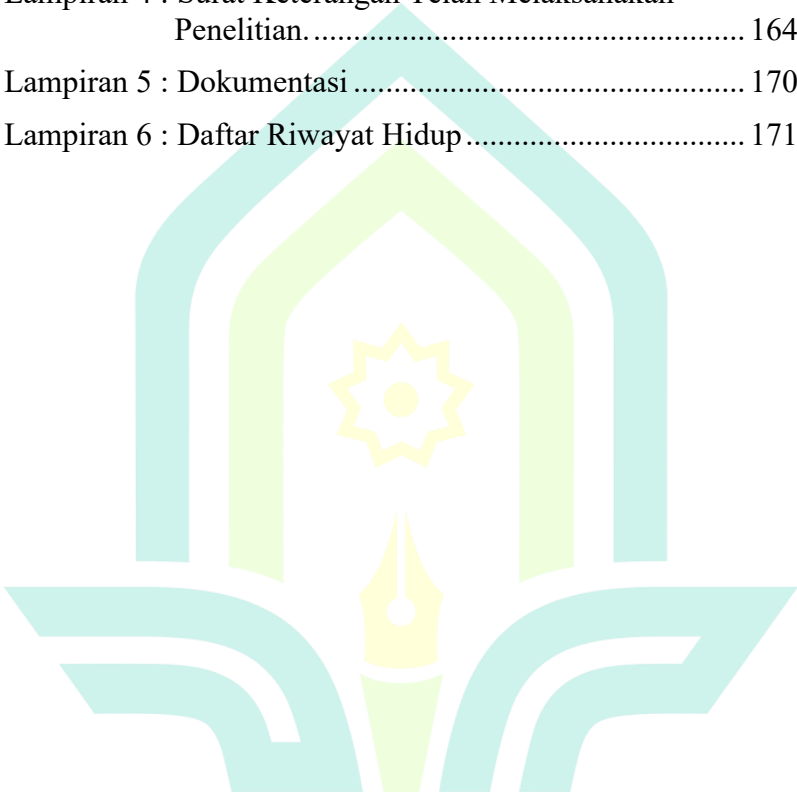 Lampiran 4 : Surat Keterangan Telah Melaksanakan
Penelitian. ................................................... 164
Lampiran 5 : Dokumentasi ............................................... 170
Lampiran 6 : Daftar Riwayat Hidup .................................. 171